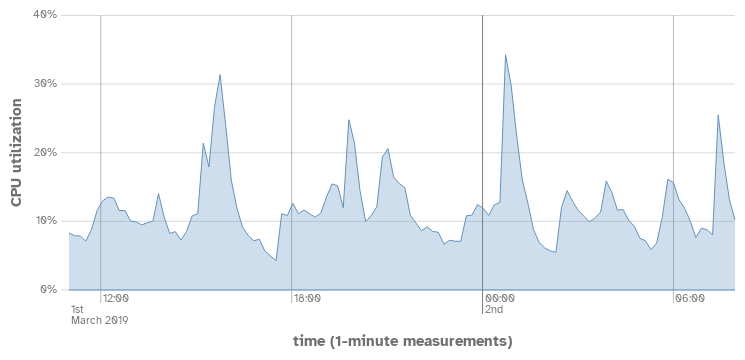 40%
30%
20%
10%
0%
CPU utilization
12:00
18:00
00:00
06:00
1st
2nd
March 2019
time (1-minute measurements)